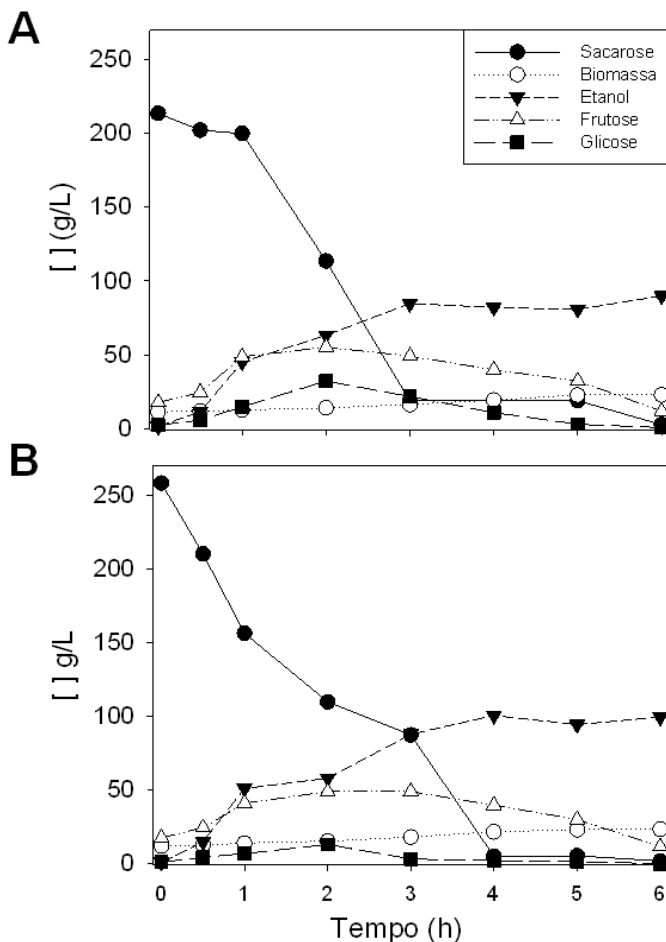 A
250
200
150
100
50
0
[ ] (g/L)
Sacarose
Biomassa
Etanol
Frutose
Glicose
B
250
200
150
100
50
0
[ ] g/L
0 1 2 3 4 5 6
Tempo (h)